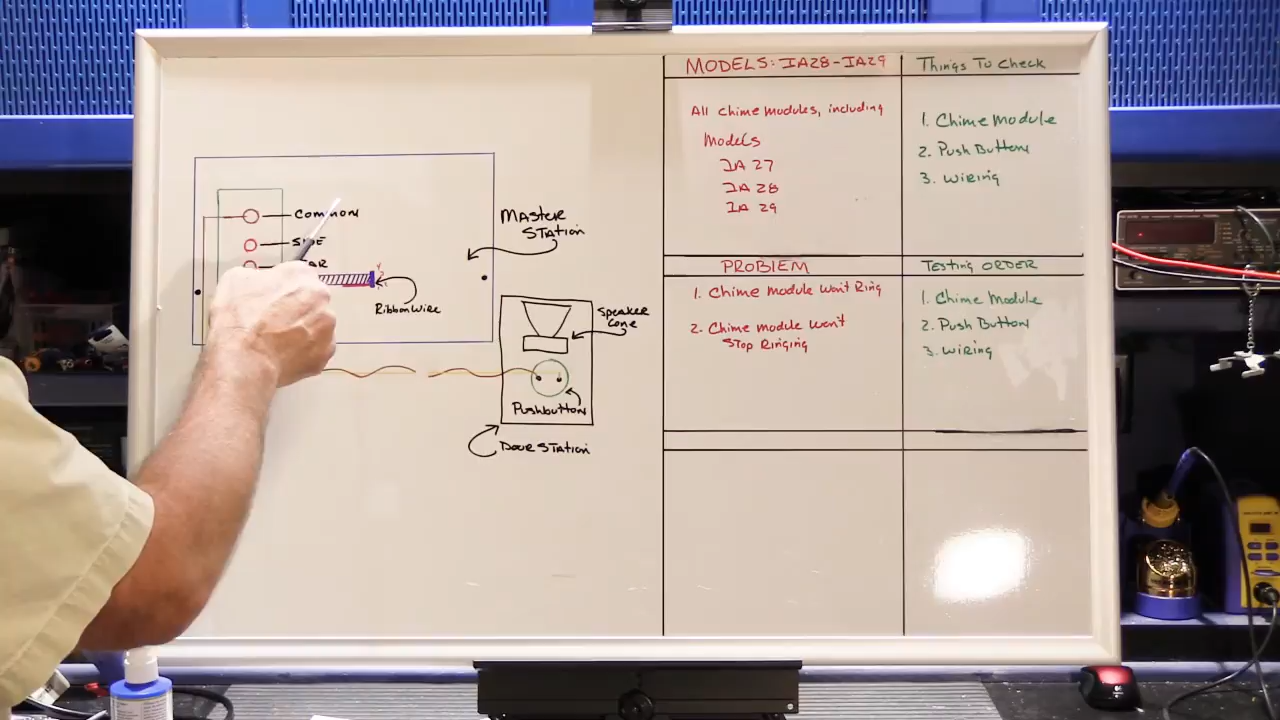 Common
SIDE
Master
Station
RibbonWire
Speaker
Cone
Pushbutton
Door Station
MODELS: IA28-IA29
All chime modules, including
Models
IA 27
IA 28
IA 29
Things To Check
1. Chime Module
2. Push Button
3. Wiring
PROBLEM
1. Chime Module Won't Ring
2. Chime Module Won't
Stop Ringing
Testing ORDER
1. Chime Module
2. Push Button
3. Wiring